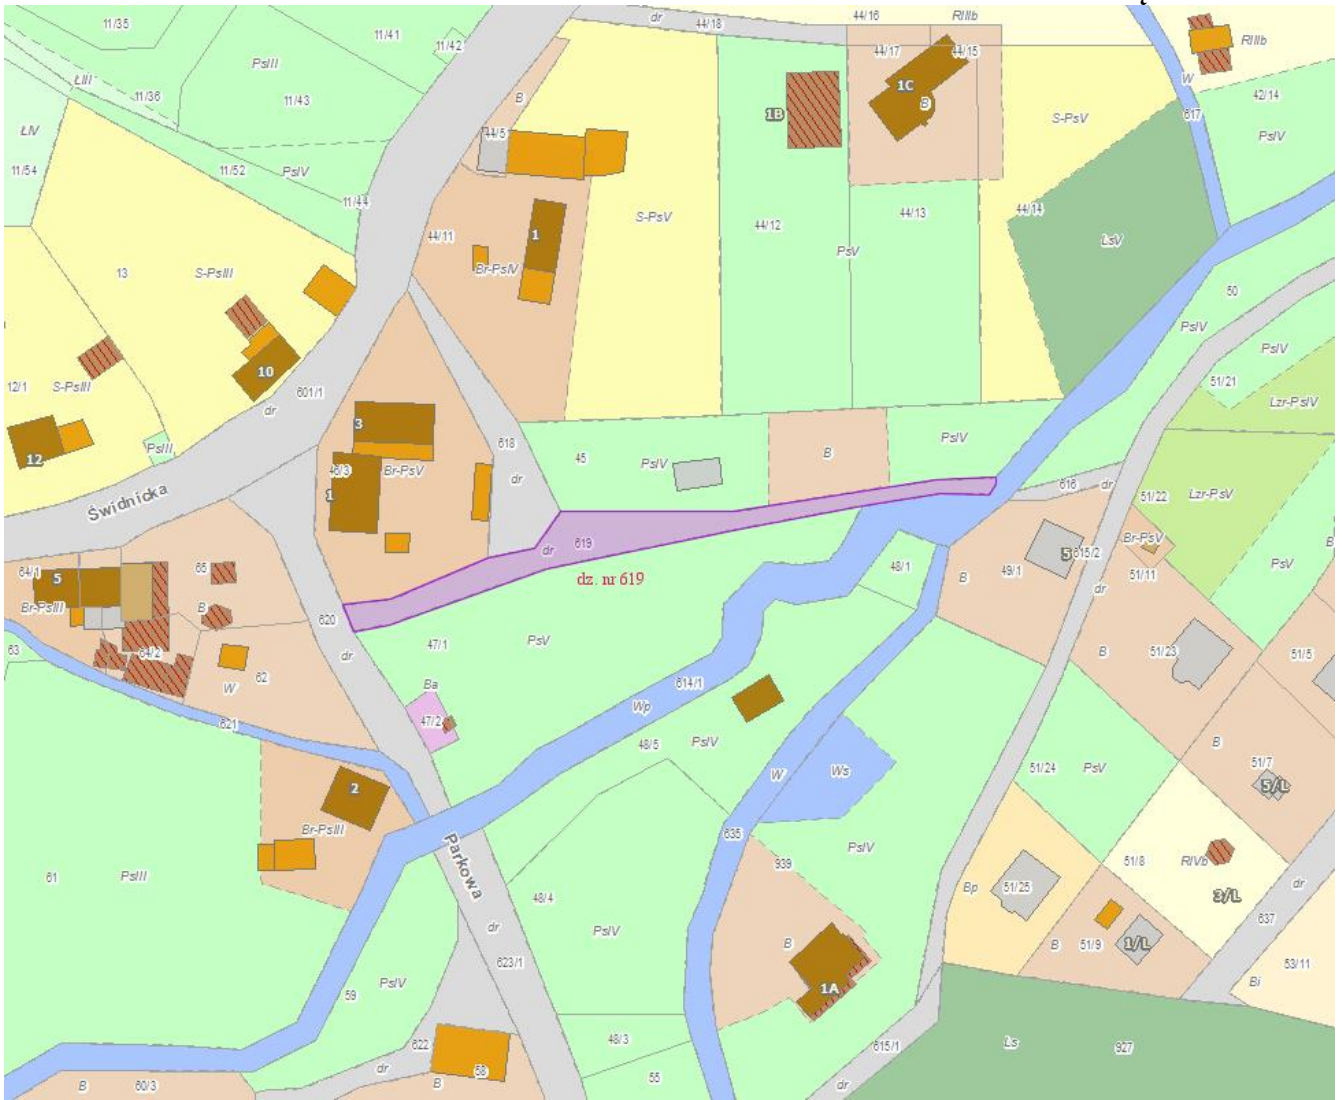 Ę
11/35
11/41
11/42
dr
44/18
44/16
RIIIb
RIIIb
PsIII
ŁIII
11/36
11/43
B
44/17
44/15
1C
B
W
42/14
ŁIV
44/5
1B
S-PsV
617
PsIV
11/54
11/52
PsIV
11/44
44/11
1
S-PsV
44/12
44/13
44/14
LsV
PsV
13
S-PsIII
Br-PsIV
50
PsIV
PsIV
12/1
S-PsIII
10
601/1
dr
51/21
Lzr-PsIV
12
PsIII
3
618
PsIV
46/3
Br-PsV
45
PsIV
B
dr
616
dr
1
51/22
Lzr-PsV
Świdnicka
dr
619
Br-PsV
B
64/1
5
65
dz. nr 619
48/1
5
615/2
49/1
B
51/11
PsV
Br-PsIII
B
620
dr
63
64/2
62
W
47/1
PsV
B
51/23
51/5
Ba
614/1
47/2
Wp
621
48/5
PsIV
B
W
Ws
51/24
PsV
51/7
5/L
2
Br-PsIII
635
Parkowa
939
PsIV
51/8
RIVb
61
PsIII
Bp
51/25
48/4
dr
3/L
PsIV
B
51/9
1/L
637
dr
B
623/1
53/11
PsIV
1A
Bi
59
48/3
615/1
Ls
927
622
dr
B
58
55
dr
B
60/3